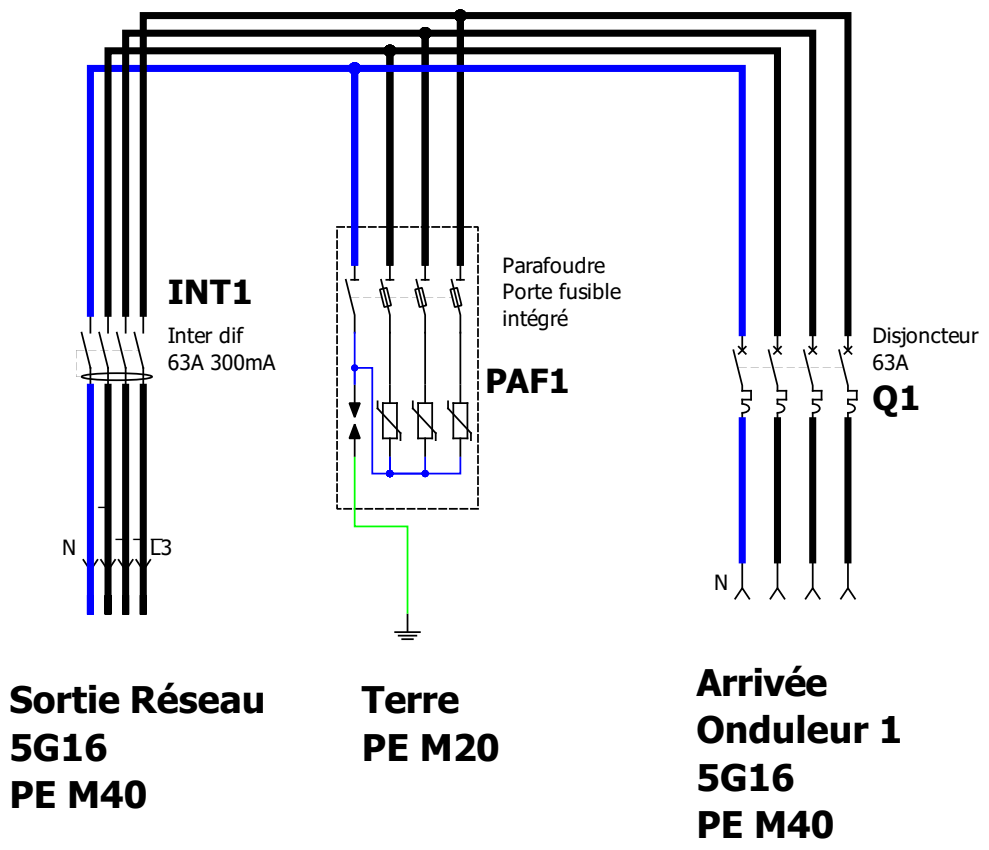 INT1
Inter dif
63A 300mA
Parafoudre
Porte fusible
intégré
PAF1
Disjoncteur
63A
Q1
N
L3
N
Sortie Réseau
5G16
PE M40
Terre
PE M20
Arrivée
Onduleur 1
5G16
PE M40